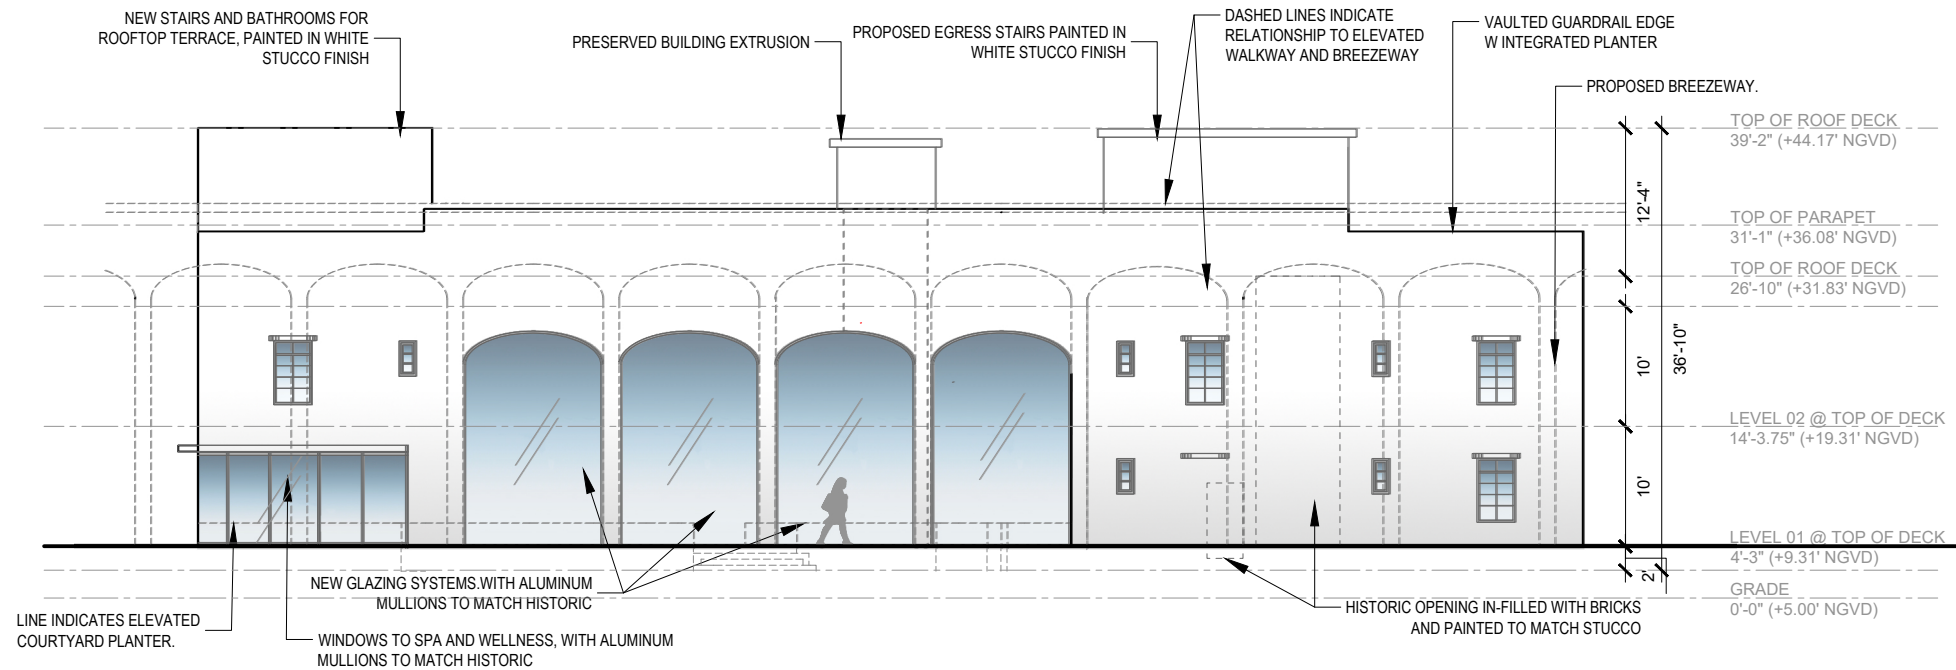 NEW STAIRS AND BATHROOMS FOR
ROOFTOP TERRACE, PAINTED IN WHITE
STUCCO FINISH
PRESERVED BUILDING EXTRUSION
PROPOSED EGRESS STAIRS PAINTED IN
WHITE STUCCO FINISH
DASHED LINES INDICATE
RELATIONSHIP TO ELEVATED
WALKWAY AND BREEZEWAY
VAULTED GUARDRAIL EDGE
W INTEGRATED PLANTER
PROPOSED BREEZEWAY.
TOP OF ROOF DECK
39'-2" (+44.17' NGVD)
12'-4"
TOP OF PARAPET
31'-1" (+36.08' NGVD)
TOP OF ROOF DECK
26'-10" (+31.83' NGVD)
10'
36'-10"
LEVEL 02 @ TOP OF DECK
14'-3.75" (+19.31' NGVD)
10'
LEVEL 01 @ TOP OF DECK
4'-3" (+9.31' NGVD)
2'
GRADE
0'-0" (+5.00' NGVD)
NEW GLAZING SYSTEMS.WITH ALUMINUM
MULLIONS TO MATCH HISTORIC
HISTORIC OPENING IN-FILLED WITH BRICKS
AND PAINTED TO MATCH STUCCO
LINE INDICATES ELEVATED
COURTYARD PLANTER.
WINDOWS TO SPA AND WELLNESS, WITH ALUMINUM
MULLIONS TO MATCH HISTORIC